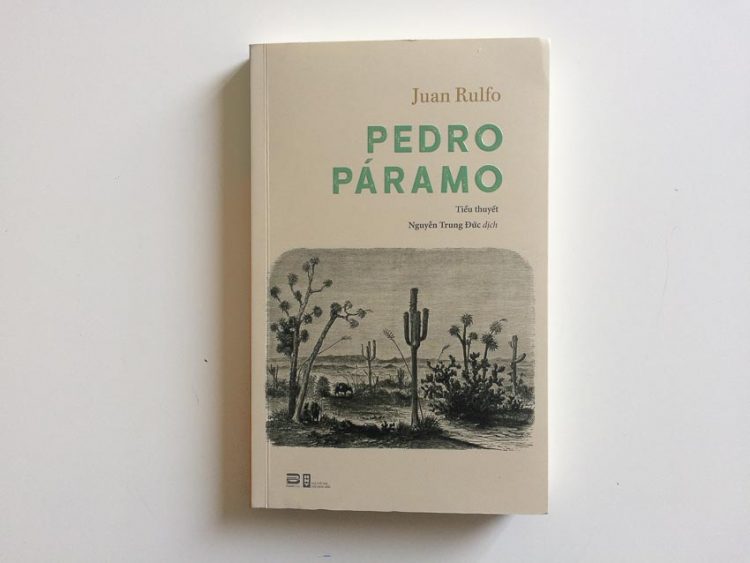 Juan Rulfo
PEDRO
PÁRAMO
Tiểu thuyết
Nguyễn Trung Đức dịch